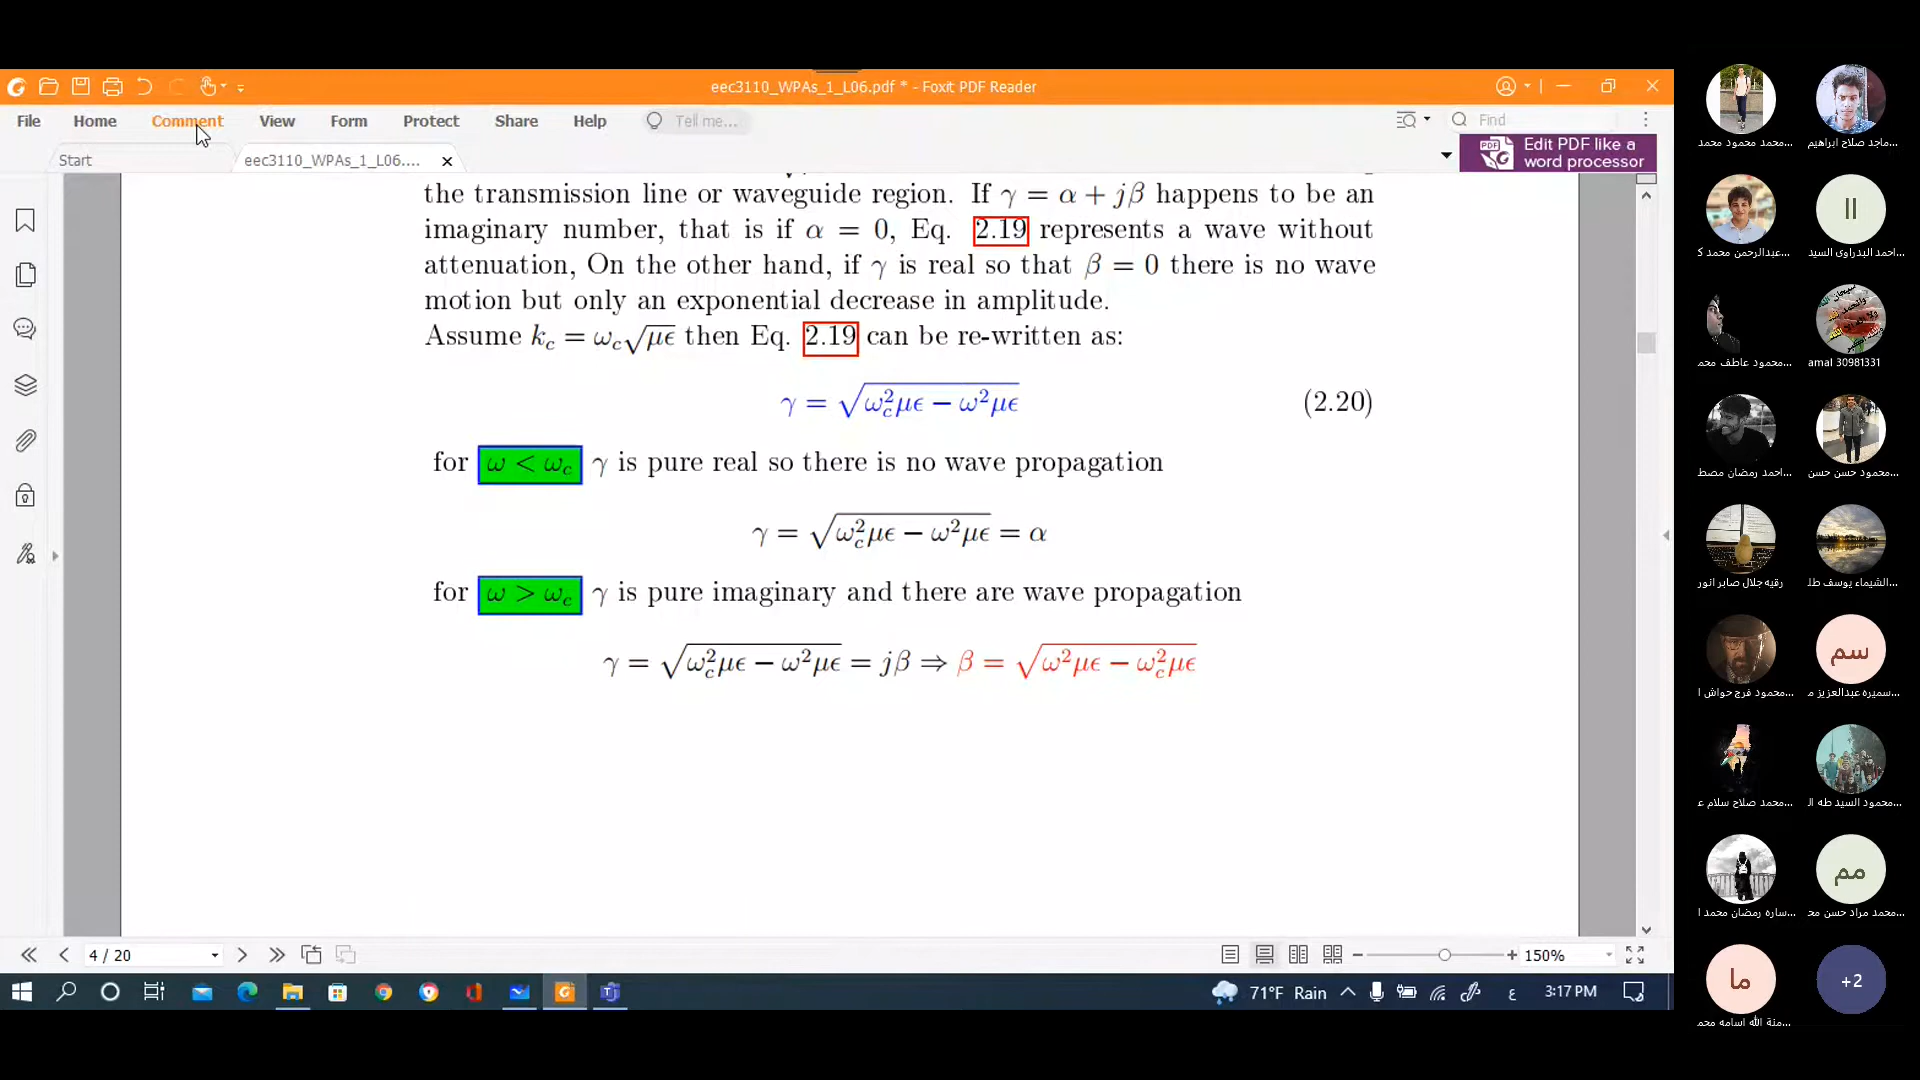 eec3110_WPAs_1_L06.pdf * - Foxit PDF Reader
File Home Comment View Form Protect Share Help Tell me... Find
Edit PDF like a
word processor
Start eec3110_WPAs_1_L06....
the transmission line or waveguide region. If γ = α + jβ happens to be an
imaginary number, that is if α = 0, Eq. 2.19 represents a wave without
attenuation, On the other hand, if γ is real so that β = 0 there is no wave
motion but only an exponential decrease in amplitude.
Assume k_c = ω_c√με then Eq. 2.19 can be re-written as:
γ = √(ω_c²με − ω²με) (2.20)
for ω < ω_c γ is pure real so there is no wave propagation
γ = √(ω_c²με − ω²με) = α
for ω > ω_c γ is pure imaginary and there are wave propagation
γ = √(ω_c²με − ω²με) = jβ ⇒ β = √(ω²με − ω_c²με)
4 / 20 150%
71°F Rain ع 3:17 PM
محمد محمود محمد...
ماجد صلاح ابراهيم...
عبدالرحمن محمد ك...
اا
احمد البدراوى السيد...
محمود عاطف محم...
amal 30981331
احمد رمضان مصط...
محمود حسن حسن...
رقيه جلال صابر انور
الشيماء يوسف طلـ...
محمود فرج حواش ا...
سم
سميره عبدالعزيز م...
محمد صلاح سلام ع...
محمود السيد طه ال...
ساره رمضان محمد ا...
مم
محمد مراد حسن مح...
ما
منة الله اسامه محم...
+2